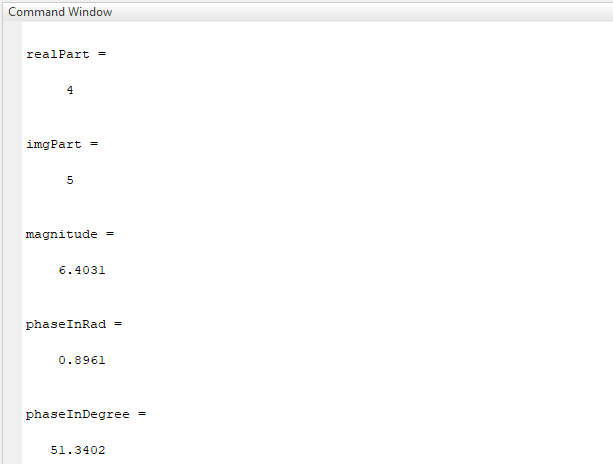 Command Window
realPart =
4
imgPart =
5
magnitude =
6.4031
phaseInRad =
0.8961
phaseInDegree =
51.3402